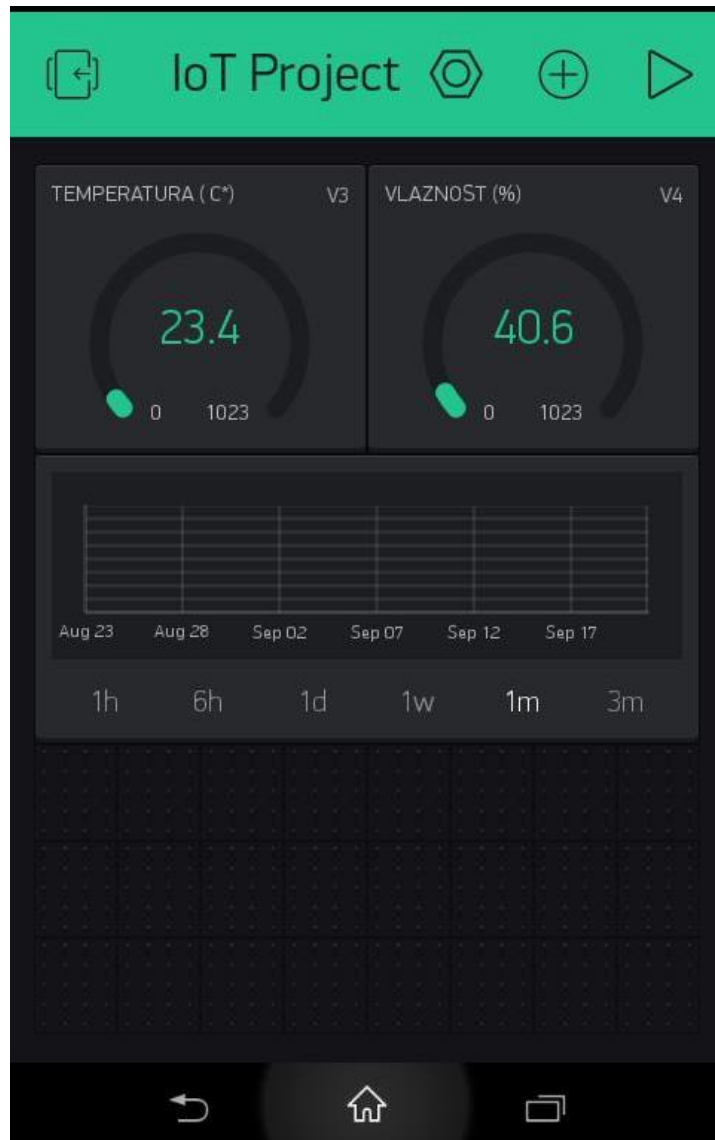 IoT Project
TEMPERATURA ( C*) V3
VLAZNOST (%) V4
23.4
40.6
0 1023
0 1023
Aug 23 Aug 28 Sep 02 Sep 07 Sep 12 Sep 17
1h 6h 1d 1w 1m 3m